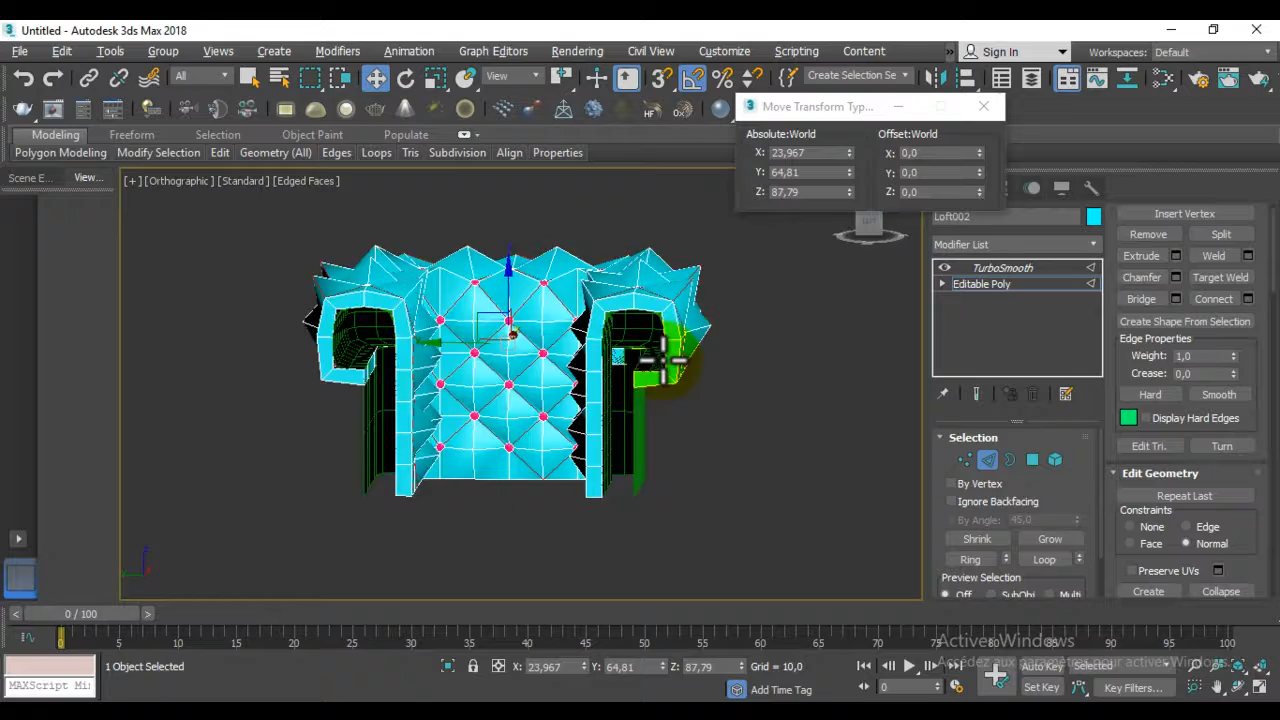 Untitled - Autodesk 3ds Max 2018
File Edit Tools Group Views Create Modifiers Animation Graph Editors Rendering Civil View Customize Scripting Content » Sign In Workspaces: Default
All View Create Selection Se
HF
Modeling Freeform Selection Object Paint Populate
Polygon Modeling Modify Selection Edit Geometry (All) Edges Loops Tris Subdivision Align Properties
Move Transform Typ...
Absolute:World Offset:World
X: 23,967 X: 0,0
Y: 64,81 Y: 0,0
Z: 87,79 Z: 0,0
Scene E... View...
[+] [Orthographic] [Standard] [Edged Faces]
LEFT
Loft002
Modifier List
TurboSmooth
Editable Poly
Selection
By Vertex
Ignore Backfacing
By Angle: 45,0
Shrink Grow
Ring Loop
Preview Selection
Off SubObj Multi
Insert Vertex
Remove Split
Extrude Weld
Chamfer Target Weld
Bridge Connect
Create Shape From Selection
Edge Properties
Weight: 1,0
Crease: 0,0
Hard Smooth
Display Hard Edges
Edit Tri. Turn
Edit Geometry
Repeat Last
Constraints
None Edge
Face Normal
Preserve UVs
Create Collapse
0 / 100
0 5 10 15 20 25 30 35 40 45 50 55 60 65 70 75 80 85 90 95 100
Activer Windows
Accédez aux paramètres pour activer Windows.
1 Object Selected X: 23,967 Y: 64,81 Z: 87,79 Grid = 10,0 Auto Key Selected
MAXScript Mi
Add Time Tag 0 Set Key Key Filters...